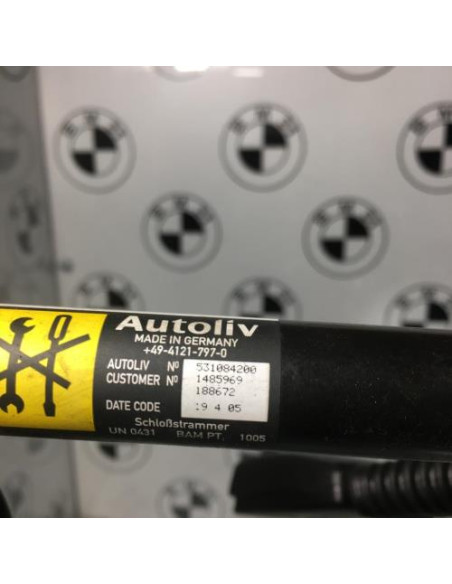 Autoliv
MADE IN GERMANY
+49-4121-797-0
AUTOLIV Nº 531084200
CUSTOMER Nº 1485969
188672
DATE CODE 19 4 05
Schloßstrammer
UN 0431 BAM PT. 1005